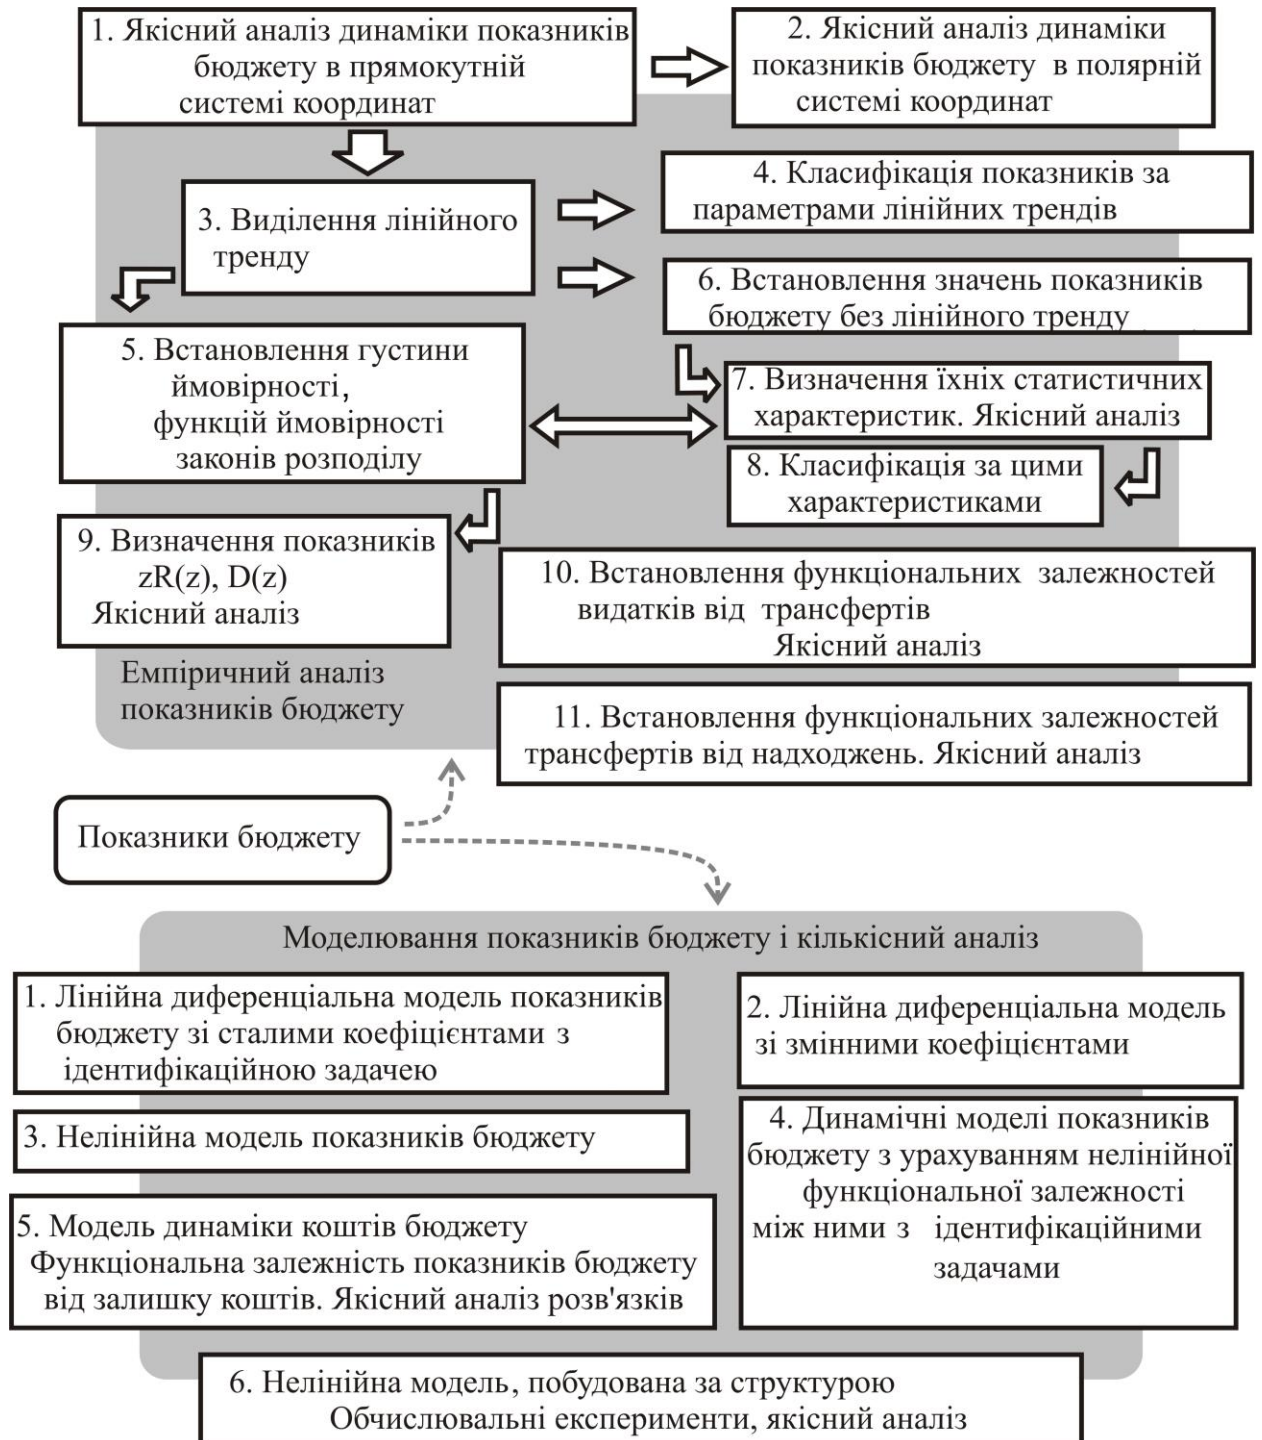 1. Якісний аналіз динаміки показників
бюджету в прямокутній
системі координат
2. Якісний аналіз динаміки
показників бюджету в полярній
системі координат
3. Виділення лінійного
тренду
4. Класифікація показників за
параметрами лінійних трендів
6. Встановлення значень показників
бюджету без лінійного тренду
5. Встановлення густини
ймовірності,
функцій ймовірності
законів розподілу
7. Визначення їхніх статистичних
характеристик. Якісний аналіз
8. Класифікація за цими
характеристиками
9. Визначення показників
zR(z), D(z)
Якісний аналіз
10. Встановлення функціональних залежностей
видатків від трансфертів
Якісний аналіз
Емпіричний аналіз
показників бюджету
11. Встановлення функціональних залежностей
трансфертів від надходжень. Якісний аналіз
Показники бюджету
Моделювання показників бюджету і кількісний аналіз
1. Лінійна диференціальна модель показників
бюджету зі сталими коефіцієнтами з
ідентифікаційною задачею
2. Лінійна диференціальна модель
зі змінними коефіцієнтами
3. Нелінійна модель показників бюджету
4. Динамічні моделі показників
бюджету з урахуванням нелінійної
функціональної залежності
між ними з ідентифікаційними
задачами
5. Модель динаміки коштів бюджету
Функціональна залежність показників бюджету
від залишку коштів. Якісний аналіз розв'язків
6. Нелінійна модель, побудована за структурою
Обчислювальні експерименти, якісний аналіз